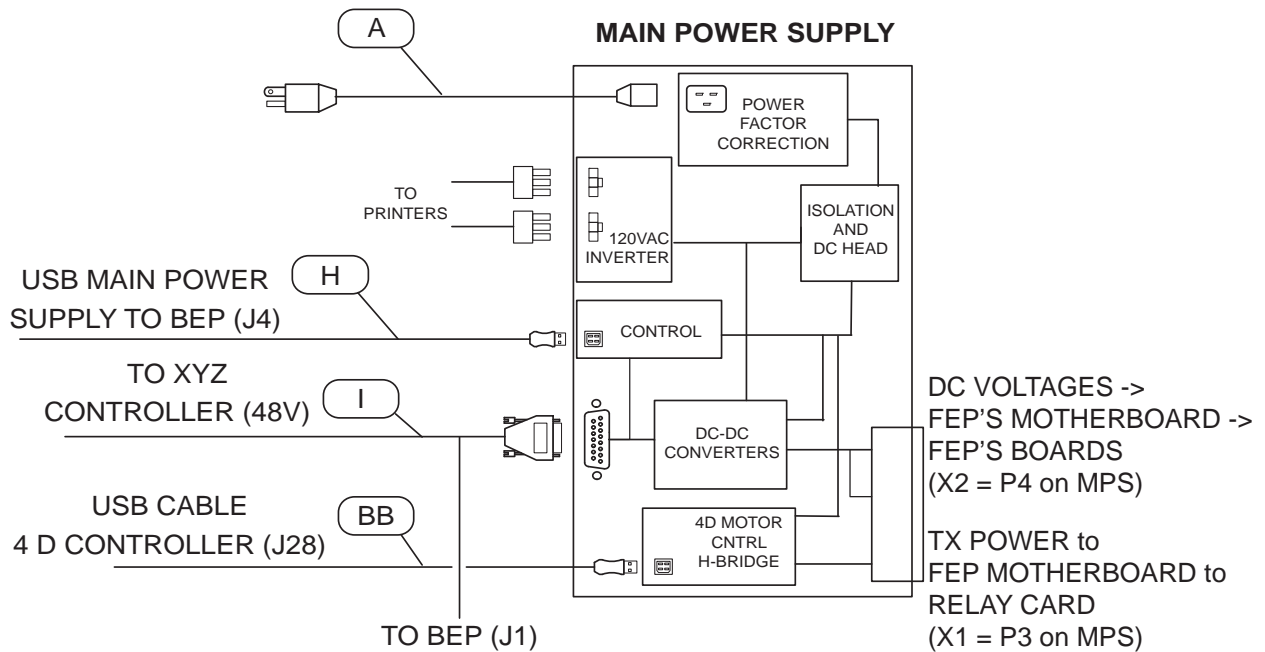 A
MAIN POWER SUPPLY
POWER
FACTOR
CORRECTION
TO
PRINTERS
120VAC
INVERTER
ISOLATION
AND
DC HEAD
USB MAIN POWER
SUPPLY TO BEP (J4)
H
CONTROL
TO XYZ
CONTROLLER (48V)
I
DC-DC
CONVERTERS
DC VOLTAGES ->
FEP'S MOTHERBOARD ->
FEP'S BOARDS
(X2 = P4 on MPS)
USB CABLE
4 D CONTROLLER (J28)
BB
4D MOTOR
CNTRL
H-BRIDGE
TX POWER to
FEP MOTHERBOARD to
RELAY CARD
(X1 = P3 on MPS)
TO BEP (J1)